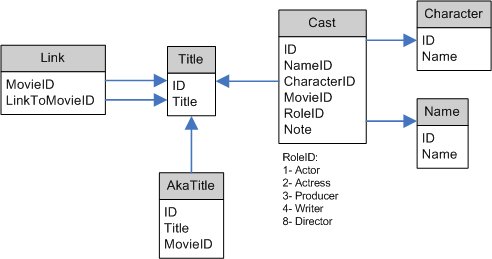 Link
MovieID
LinkToMovieID
Title
ID
Title
AkaTitle
ID
Title
MovieID
Cast
ID
NameID
CharacterID
MovieID
RoleID
Note
RoleID:
1- Actor
2- Actress
3- Producer
4- Writer
8- Director
Character
ID
Name
Name
ID
Name